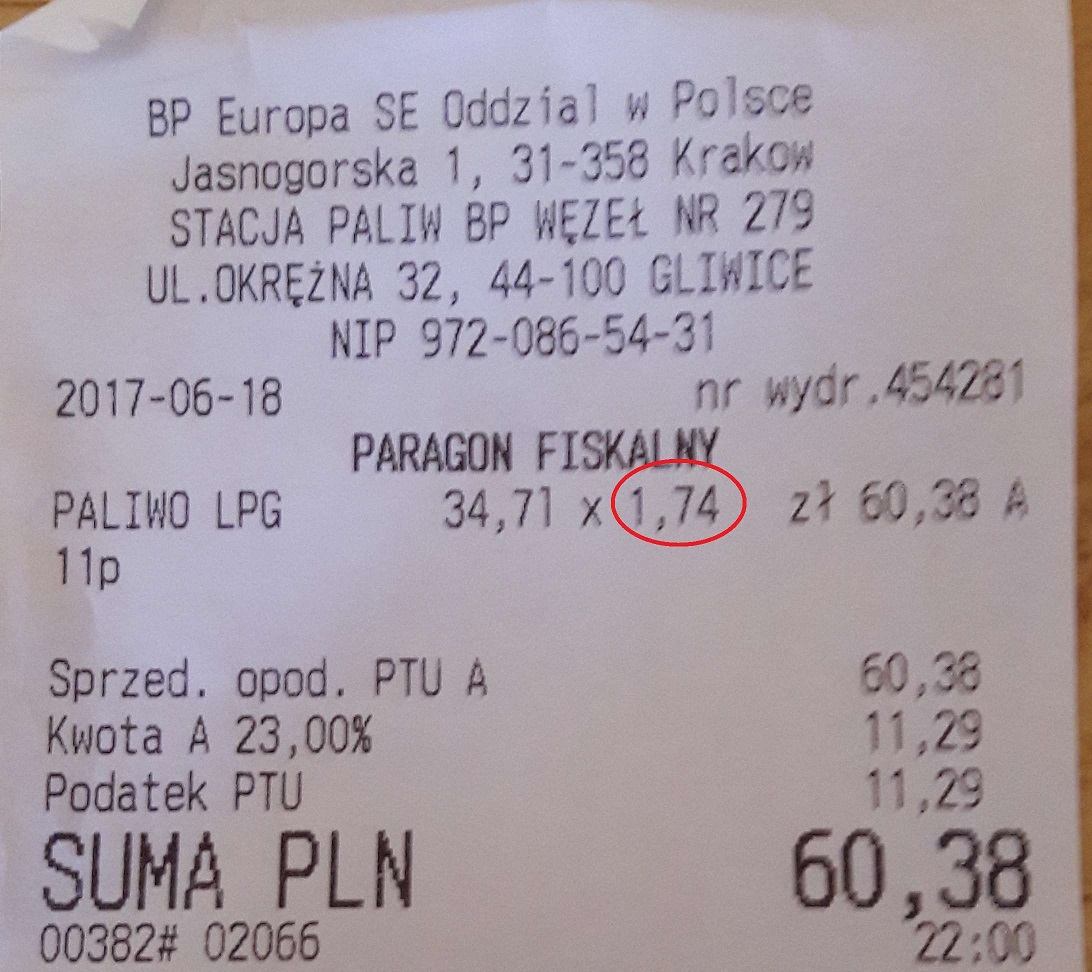 BP Europa SE Oddzial w Polsce
Jasnogorska 1, 31-358 Krakow
STACJA PALIW BP WĘZEŁ NR 279
UL.OKRĘŻNA 32, 44-100 GLIWICE
NIP 972-086-54-31
2017-06-18 nr wydr.454281
PARAGON FISKALNY
PALIWO LPG 34,71 x 1,74 zł 60,38 A
11p
Sprzed. opod. PTU A 60,38
Kwota A 23,00% 11,29
Podatek PTU 11,29
SUMA PLN 60,38
00382# 02066 22:00